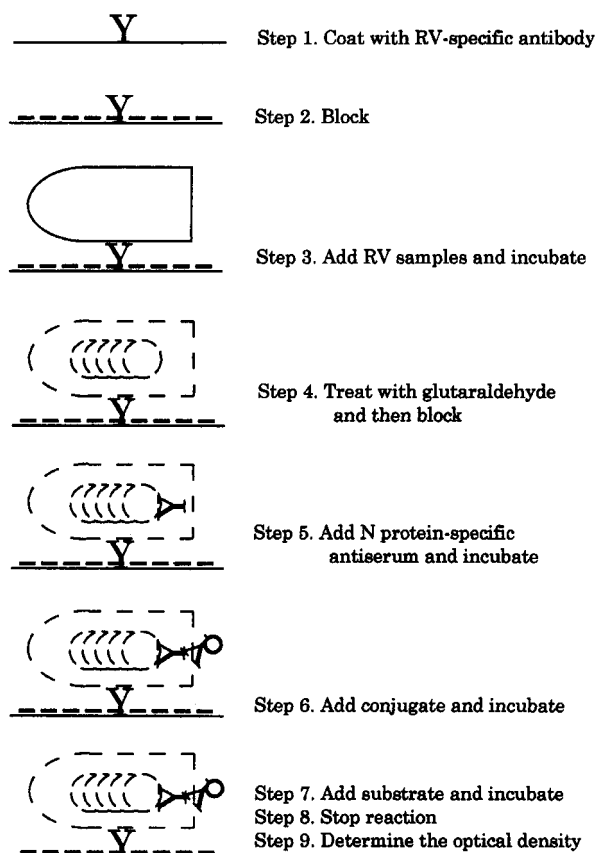 Step 1. Coat with RV-specific antibody
Step 2. Block
Step 3. Add RV samples and incubate
Step 4. Treat with glutaraldehyde
and then block
Step 5. Add N protein-specific
antiserum and incubate
Step 6. Add conjugate and incubate
Step 7. Add substrate and incubate
Step 8. Stop reaction
Step 9. Determine the optical density